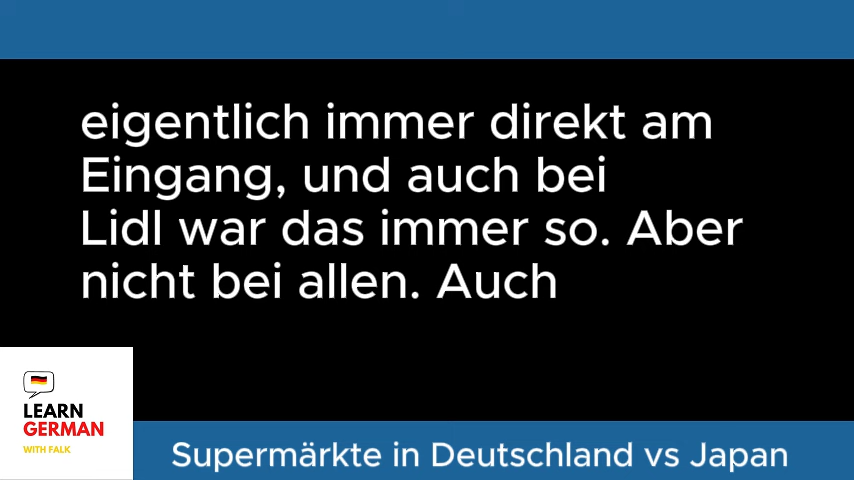 eigentlich immer direkt am
Eingang, und auch bei
Lidl war das immer so. Aber
nicht bei allen. Auch
LEARN
GERMAN
WITH FALK
Supermärkte in Deutschland vs Japan